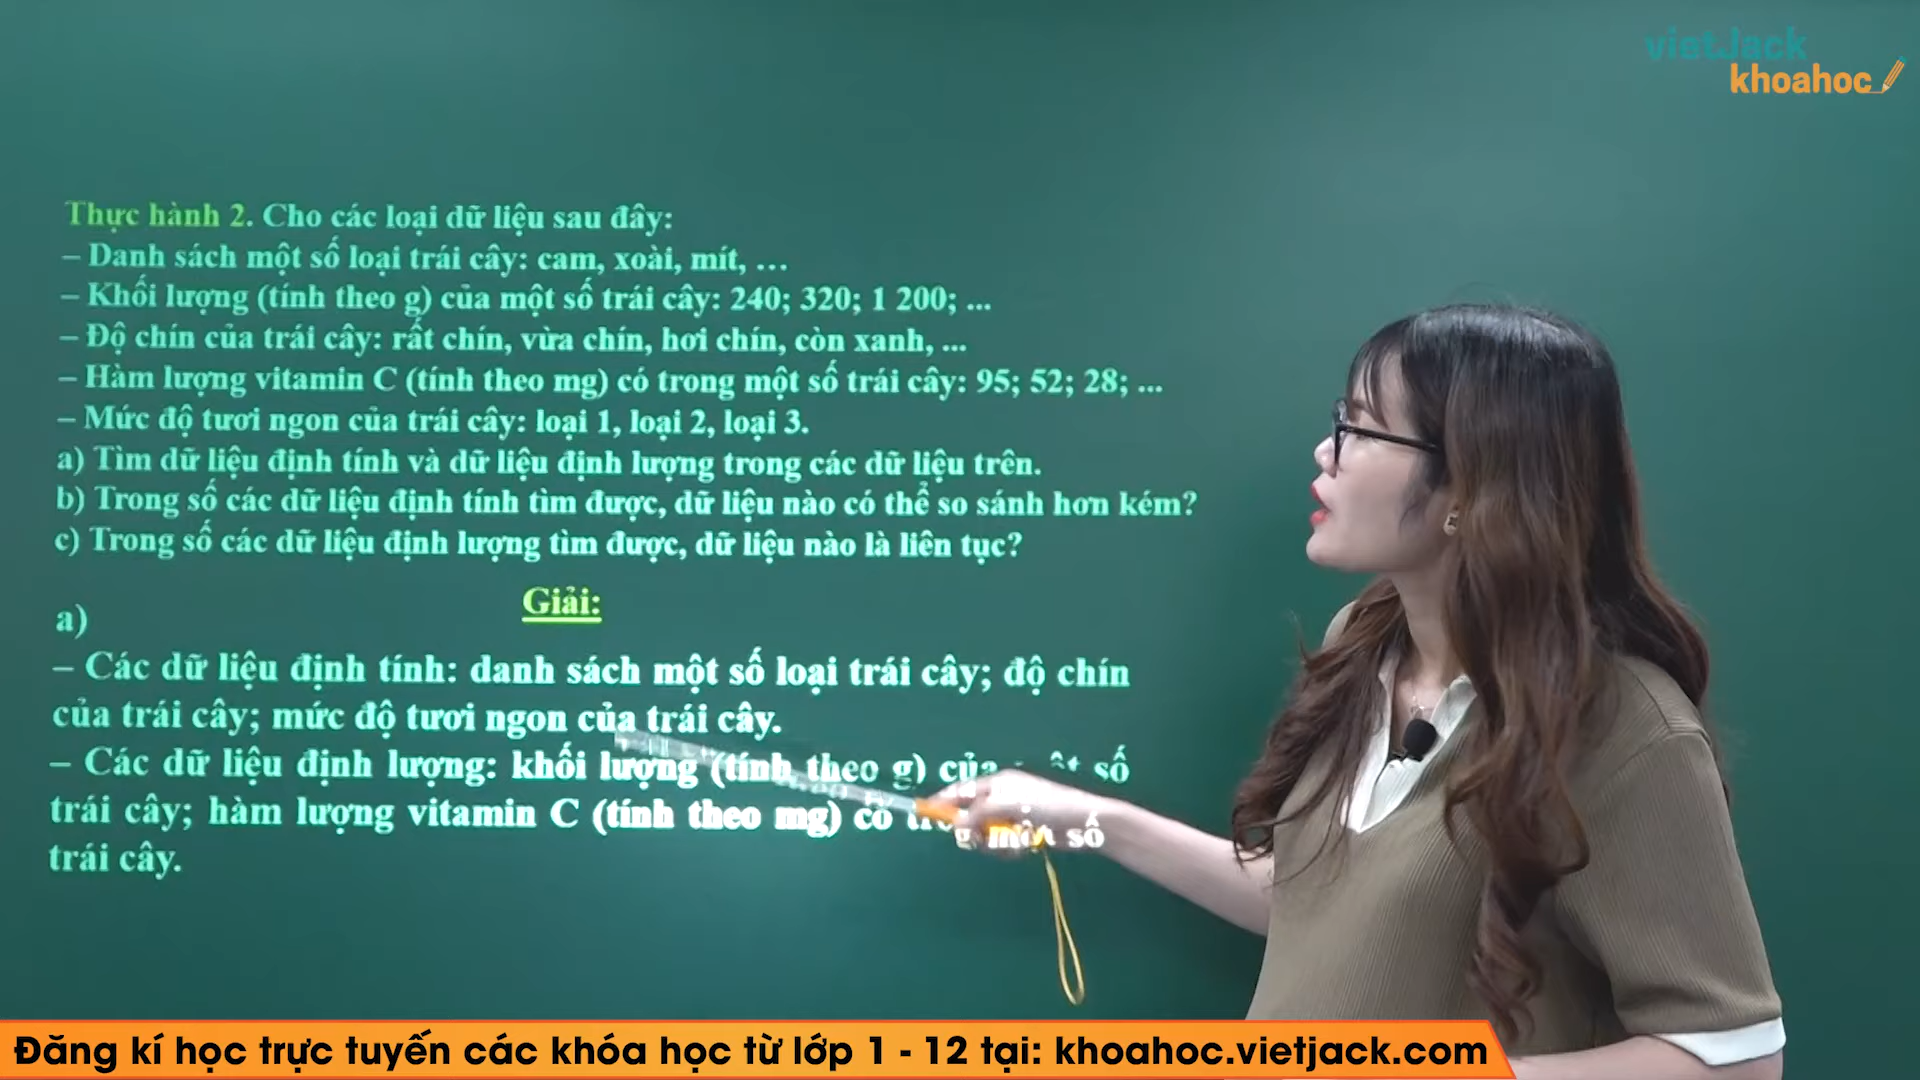 vietJack
khoahoc
Thực hành 2. Cho các loại dữ liệu sau đây:
– Danh sách một số loại trái cây: cam, xoài, mít, …
– Khối lượng (tính theo g) của một số trái cây: 240; 320; 1 200; ...
– Độ chín của trái cây: rất chín, vừa chín, hơi chín, còn xanh, ...
– Hàm lượng vitamin C (tính theo mg) có trong một số trái cây: 95; 52; 28; ...
– Mức độ tươi ngon của trái cây: loại 1, loại 2, loại 3.
a) Tìm dữ liệu định tính và dữ liệu định lượng trong các dữ liệu trên.
b) Trong số các dữ liệu định tính tìm được, dữ liệu nào có thể so sánh hơn kém?
c) Trong số các dữ liệu định lượng tìm được, dữ liệu nào là liên tục?
Giải:
a)
– Các dữ liệu định tính: danh sách một số loại trái cây; độ chín
của trái cây; mức độ tươi ngon của trái cây.
– Các dữ liệu định lượng: khối lượng (tính theo g) của số
trái cây; hàm lượng vitamin C (tính theo mg) có một số
trái cây.
Đăng kí học trực tuyến các khóa học từ lớp 1 - 12 tại: khoahoc.vietjack.com